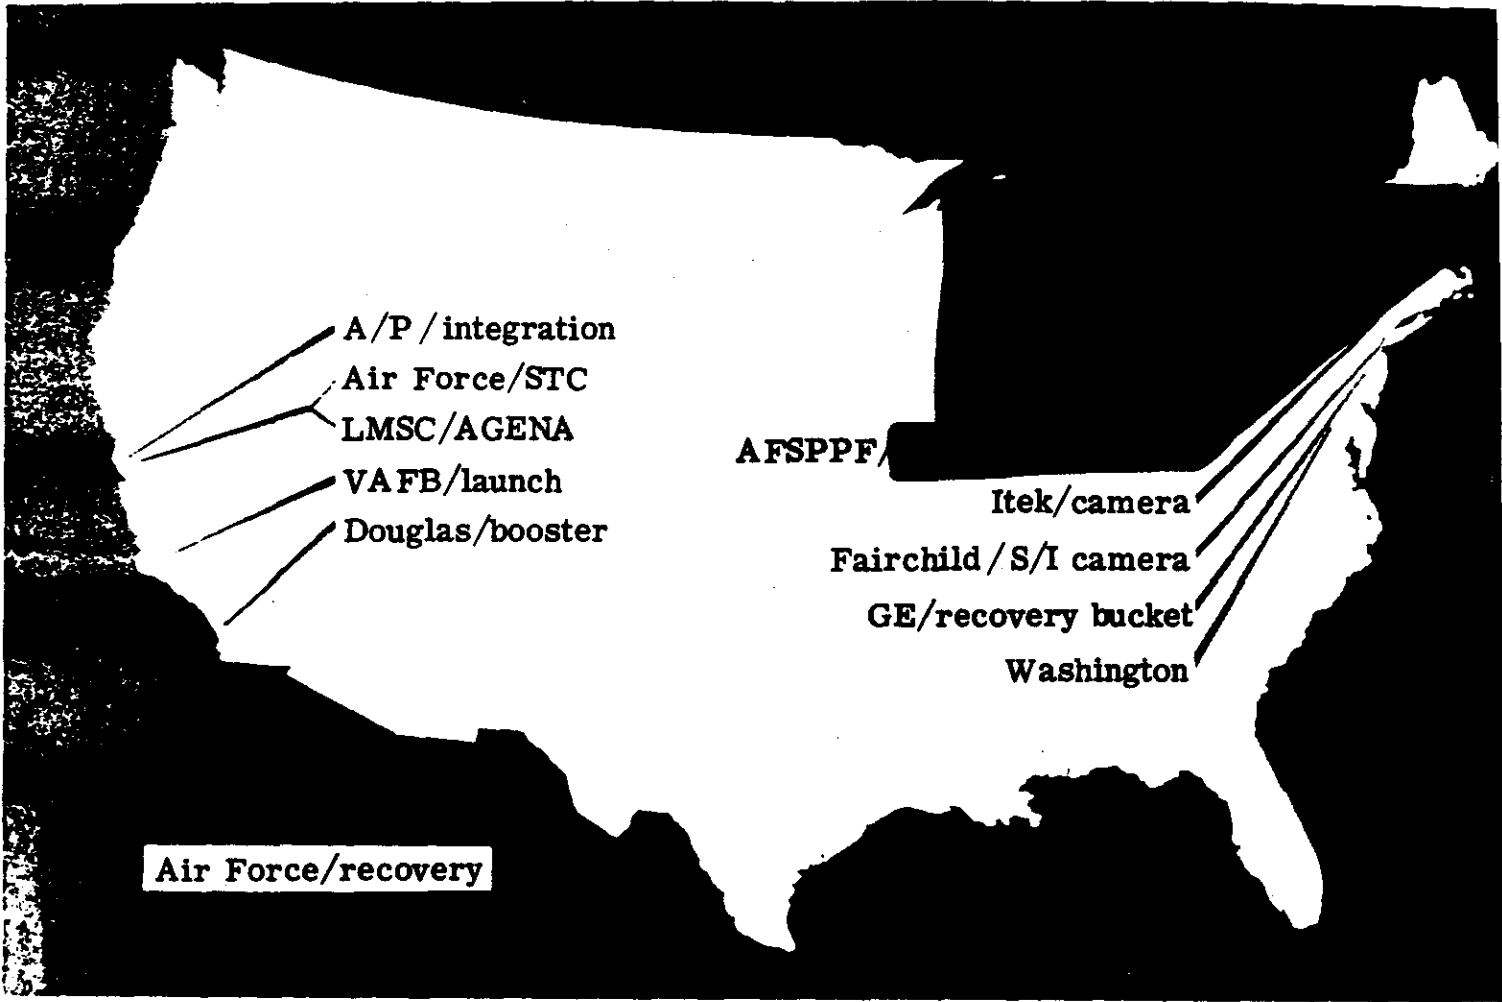 A/P/integration
Air Force/STC
LMSC/AGENA
VAFB/launch
Douglas/booster
AFSPPF/
Itek/camera
Fairchild/S/I camera
GE/recovery bucket
Washington
Air Force/recovery